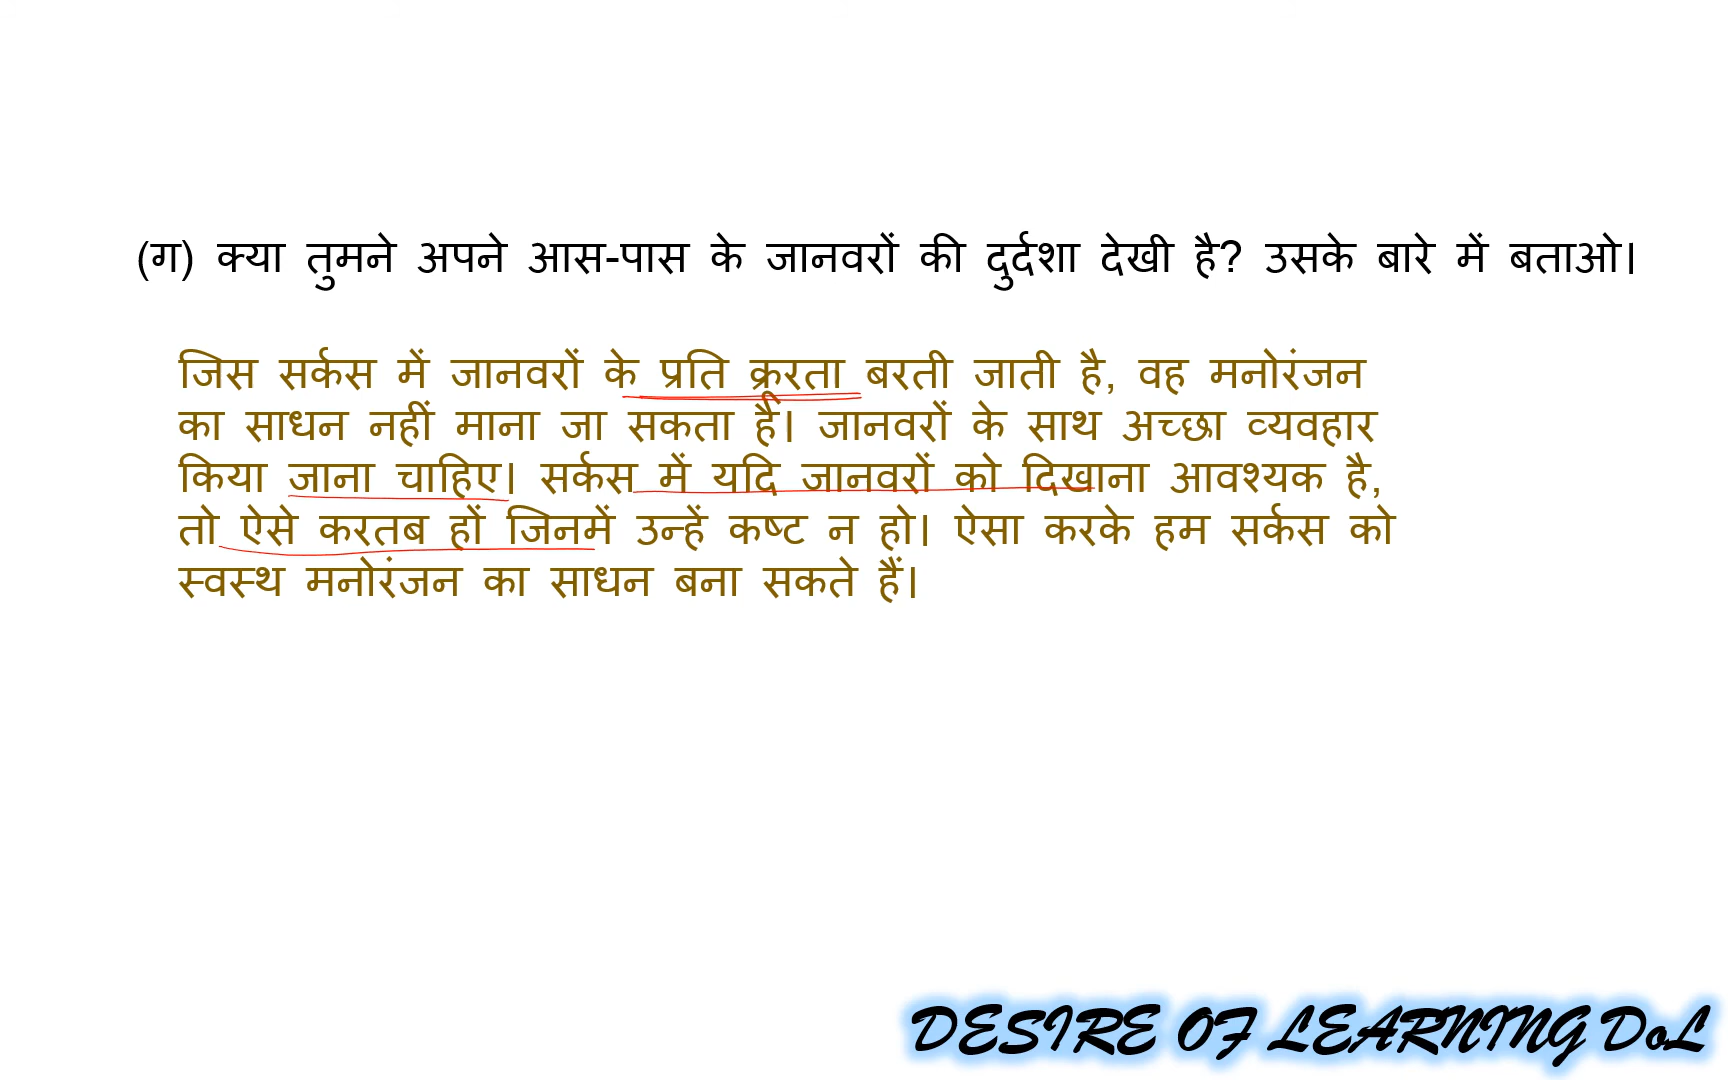 (ग) क्या तुमने अपने आस-पास के जानवरों की दुर्दशा देखी है? उसके बारे में बताओ।
जिस सर्कस में जानवरों के प्रति क्ररता बरती जाती है, वह मनोरंजन
का साधन नहीं माना जा सकता है। जानवरों के साथ अच्छा व्यवहार
किया जाना चाहिए। सर्कस में यदि जानवरों को दिखाना आवश्यक है,
तो ऐसे करतब हों जिनमें उन्हें कष्ट न हो। ऐसा करके हम सर्कस को
स्वस्थ मनोरंजन का साधन बना सकते हैं।
DESIRE OF LEARNING DoL